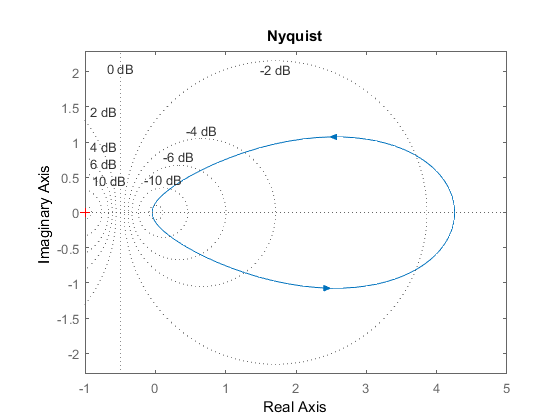 Nyquist
0 dB
-2 dB
2 dB
-4 dB
4 dB
-6 dB
6 dB
10 dB
-10 dB
2
1.5
1
0.5
0
-0.5
-1
-1.5
-2
Imaginary Axis
-1
0
1
2
3
4
5
Real Axis